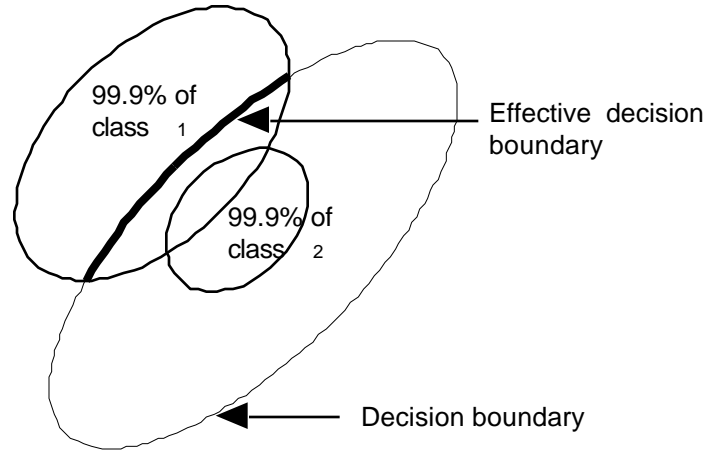 99.9% of
class 1
Effective decision
boundary
99.9% of
class 2
Decision boundary